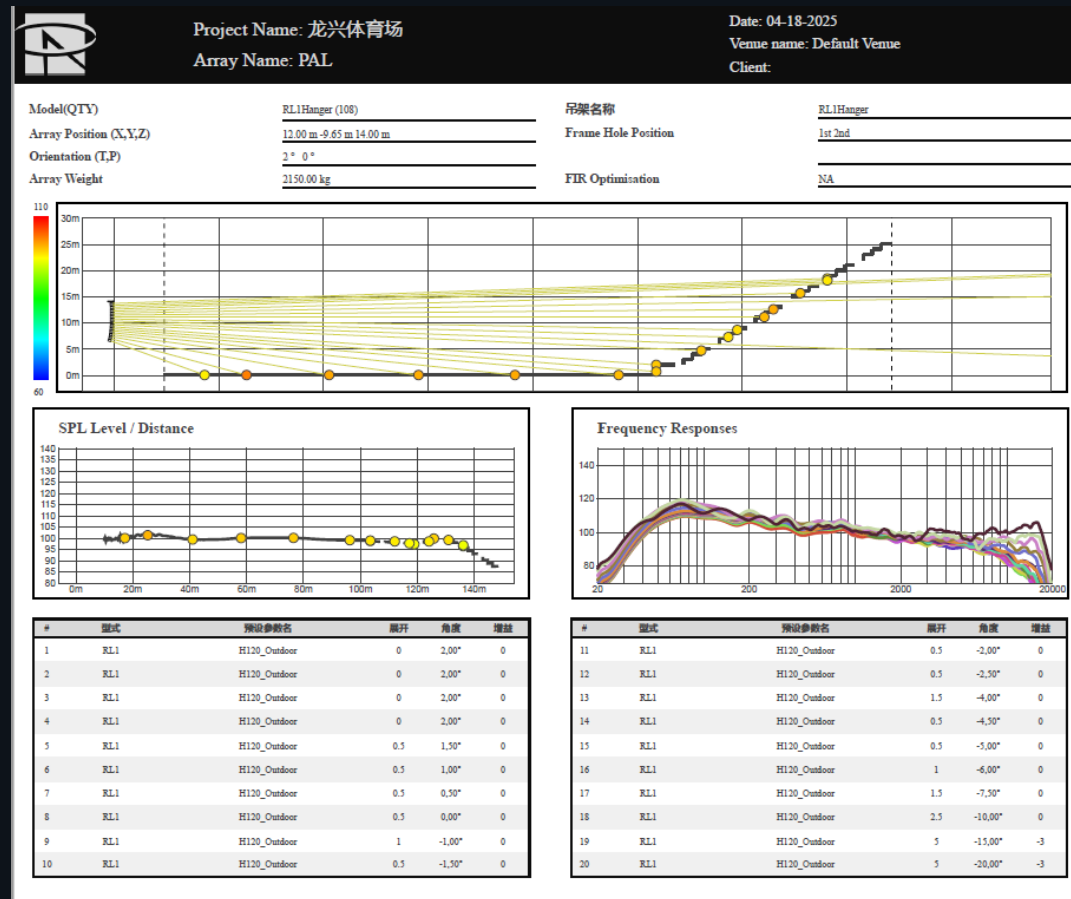 Project Name: 龙兴体育场
Array Name: PAL
Date: 04-18-2025
Venue name: Default Venue
Client:
Model(QTY) RL1Hanger (108) 吊架名称 RL1Hanger
Array Position (X,Y,Z) 12.00 m -9.65 m 14.00 m Frame Hole Position 1st 2nd
Orientation (T,P) 2 ° 0 °
Array Weight 2150.00 kg FIR Optimisation NA
110
60
30m
25m
20m
15m
10m
5m
0m
SPL Level / Distance
140
135
130
125
120
115
110
105
100
95
90
85
80
0m 20m 40m 60m 80m 100m 120m 140m
Frequency Responses
140
120
100
80
20 200 2000 20000
# 型式 预设参数名 展开 角度 增益
1 RL1 H120_Outdoor 0 2,00° 0
2 RL1 H120_Outdoor 0 2,00° 0
3 RL1 H120_Outdoor 0 2,00° 0
4 RL1 H120_Outdoor 0 2,00° 0
5 RL1 H120_Outdoor 0.5 1,50° 0
6 RL1 H120_Outdoor 0.5 1,00° 0
7 RL1 H120_Outdoor 0.5 0,50° 0
8 RL1 H120_Outdoor 0.5 0,00° 0
9 RL1 H120_Outdoor 1 -1,00° 0
10 RL1 H120_Outdoor 0.5 -1,50° 0
# 型式 预设参数名 展开 角度 增益
11 RL1 H120_Outdoor 0.5 -2,00° 0
12 RL1 H120_Outdoor 0.5 -2,50° 0
13 RL1 H120_Outdoor 1.5 -4,00° 0
14 RL1 H120_Outdoor 0.5 -4,50° 0
15 RL1 H120_Outdoor 0.5 -5,00° 0
16 RL1 H120_Outdoor 1 -6,00° 0
17 RL1 H120_Outdoor 1.5 -7,50° 0
18 RL1 H120_Outdoor 2.5 -10,00° 0
19 RL1 H120_Outdoor 5 -15,00° -3
20 RL1 H120_Outdoor 5 -20,00° -3